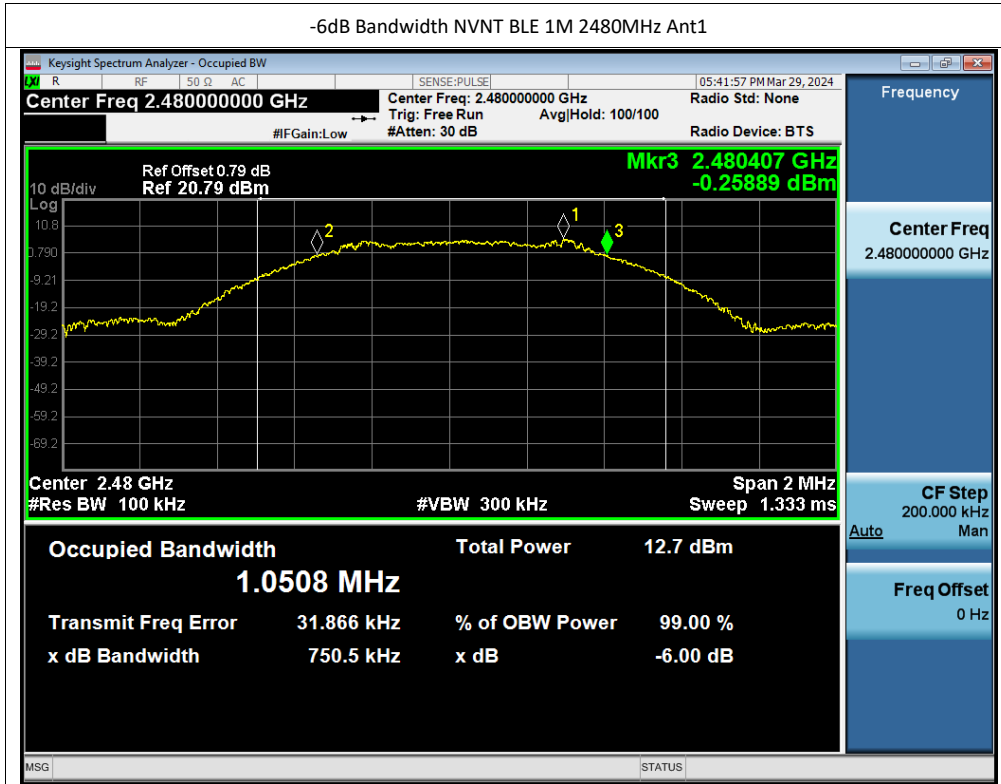 -6dB Bandwidth NVNT BLE 1M 2480MHz Ant1
Keysight Spectrum Analyzer - Occupied BW
LXI R RF 50 Ω AC SENSE:PULSE 05:41:57 PM Mar 29, 2024
Center Freq 2.480000000 GHz
Center Freq: 2.480000000 GHz
Radio Std: None
Trig: Free Run Avg|Hold: 100/100
#IFGain:Low
#Atten: 30 dB
Radio Device: BTS
Frequency
Mkr3 2.480407 GHz
-0.25889 dBm
Ref Offset 0.79 dB
10 dB/div Ref 20.79 dBm
Log
10.8
0.790
-9.21
-19.2
-29.2
-39.2
-49.2
-59.2
-69.2
1
2
3
Center 2.48 GHz
Span 2 MHz
#Res BW 100 kHz
#VBW 300 kHz
Sweep 1.333 ms
Center Freq
2.480000000 GHz
CF Step
200.000 kHz
Auto Man
Freq Offset
0 Hz
Occupied Bandwidth
1.0508 MHz
Total Power 12.7 dBm
Transmit Freq Error 31.866 kHz
% of OBW Power 99.00 %
x dB Bandwidth 750.5 kHz
x dB -6.00 dB
MSG
STATUS